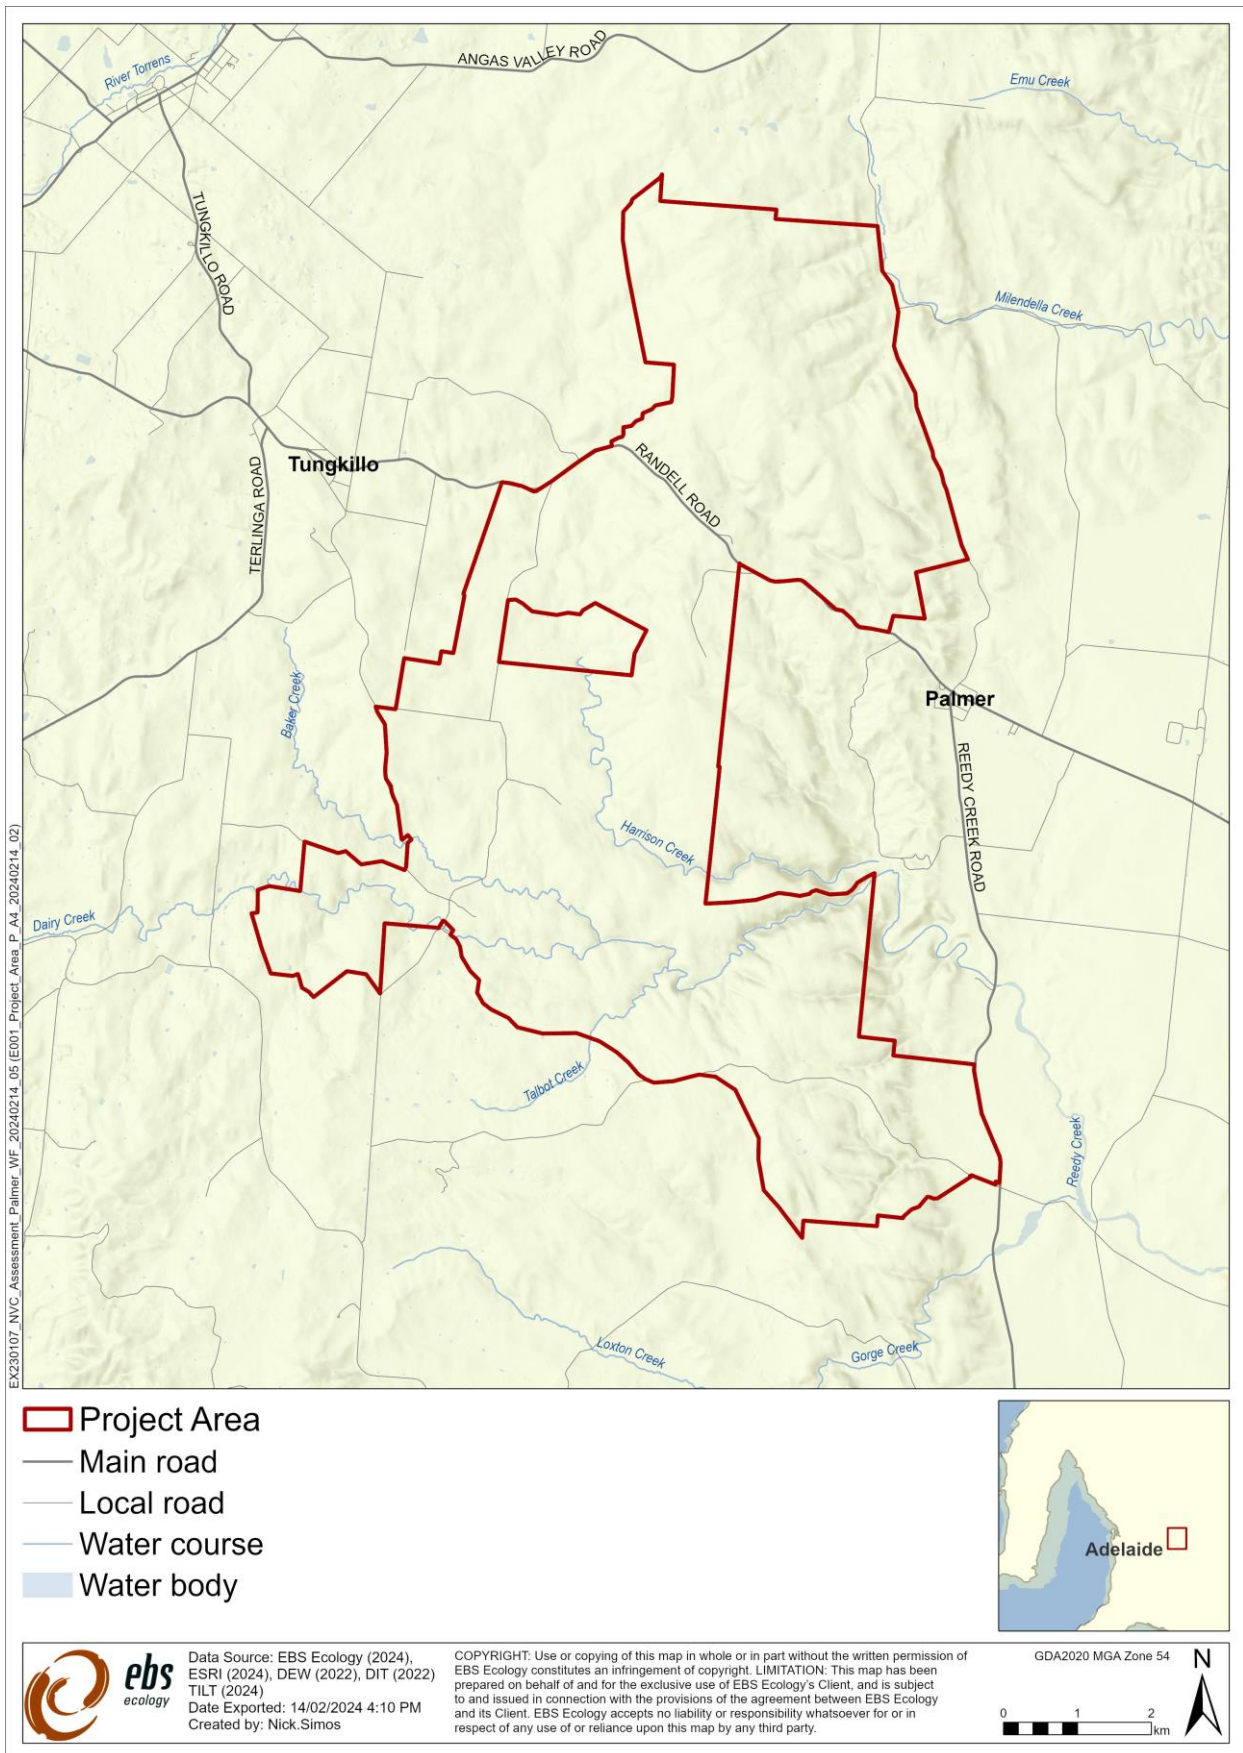 ANGAS VALLEY ROAD
River Torrens
Emu Creek
TUNGKILLO ROAD
Milendella Creek
Tungkillo
RANDELL ROAD
TERLINGA ROAD
Baker Creek
Palmer
REEDY CREEK ROAD
Harrison Creek
Dairy Creek
Talbot Creek
Reedy Creek
Loxton Creek
Gorge Creek
EX230107_NVC_Assessment_Palmer_WF_20240214_05 (E001_Project_Area_P_A4_20240214_02)
Project Area
Main road
Local road
Water course
Water body
Adelaide
ebs
ecology
Data Source: EBS Ecology (2024),
ESRI (2024), DEW (2022), DIT (2022)
TILT (2024)
Date Exported: 14/02/2024 4:10 PM
Created by: Nick.Simos
COPYRIGHT: Use or copying of this map in whole or in part without the written permission of
EBS Ecology constitutes an infringement of copyright. LIMITATION: This map has been
prepared on behalf of and for the exclusive use of EBS Ecology's Client, and is subject
to and issued in connection with the provisions of the agreement between EBS Ecology
and its Client. EBS Ecology accepts no liability or responsibility whatsoever for or in
respect of any use of or reliance upon this map by any third party.
GDA2020 MGA Zone 54
N
0 1 2
km